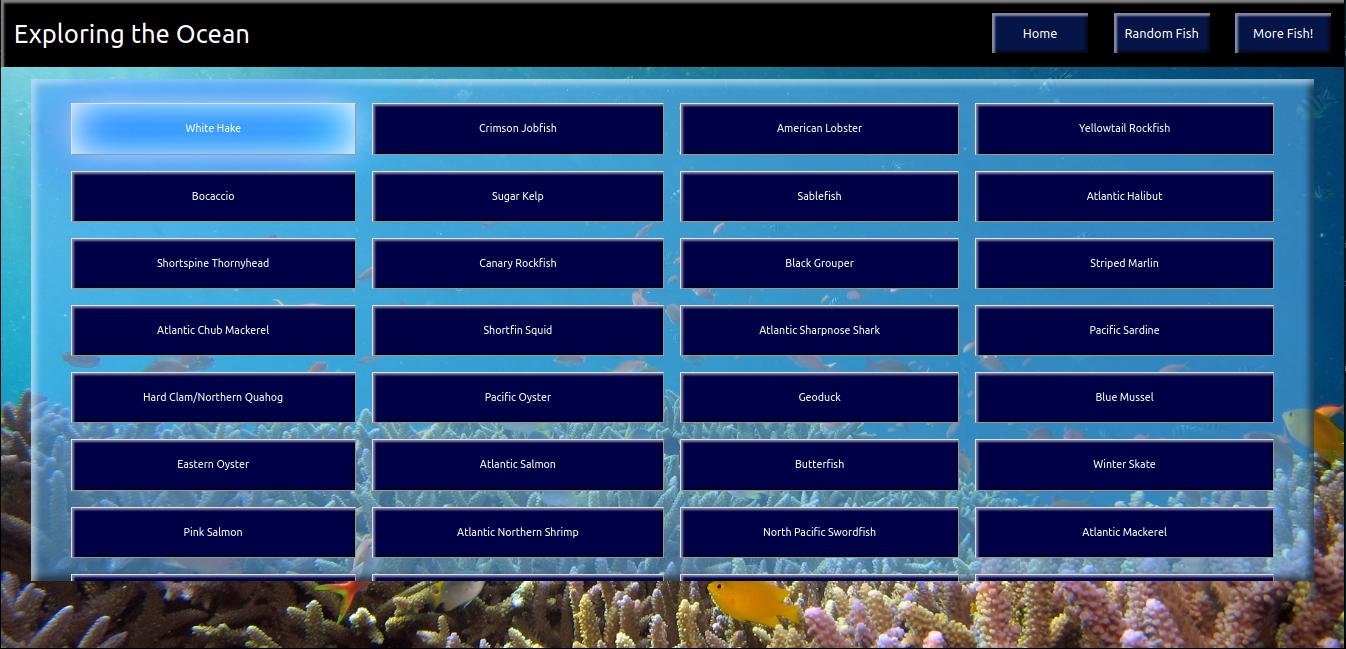 Exploring the Ocean
Home
Random Fish
More Fish!
White Hake
Crimson Jobfish
American Lobster
Yellowtail Rockfish
Bocaccio
Sugar Kelp
Sablefish
Atlantic Halibut
Shortspine Thornyhead
Canary Rockfish
Black Grouper
Striped Marlin
Atlantic Chub Mackerel
Shortfin Squid
Atlantic Sharpnose Shark
Pacific Sardine
Hard Clam/Northern Quahog
Pacific Oyster
Geoduck
Blue Mussel
Eastern Oyster
Atlantic Salmon
Butterfish
Winter Skate
Pink Salmon
Atlantic Northern Shrimp
North Pacific Swordfish
Atlantic Mackerel